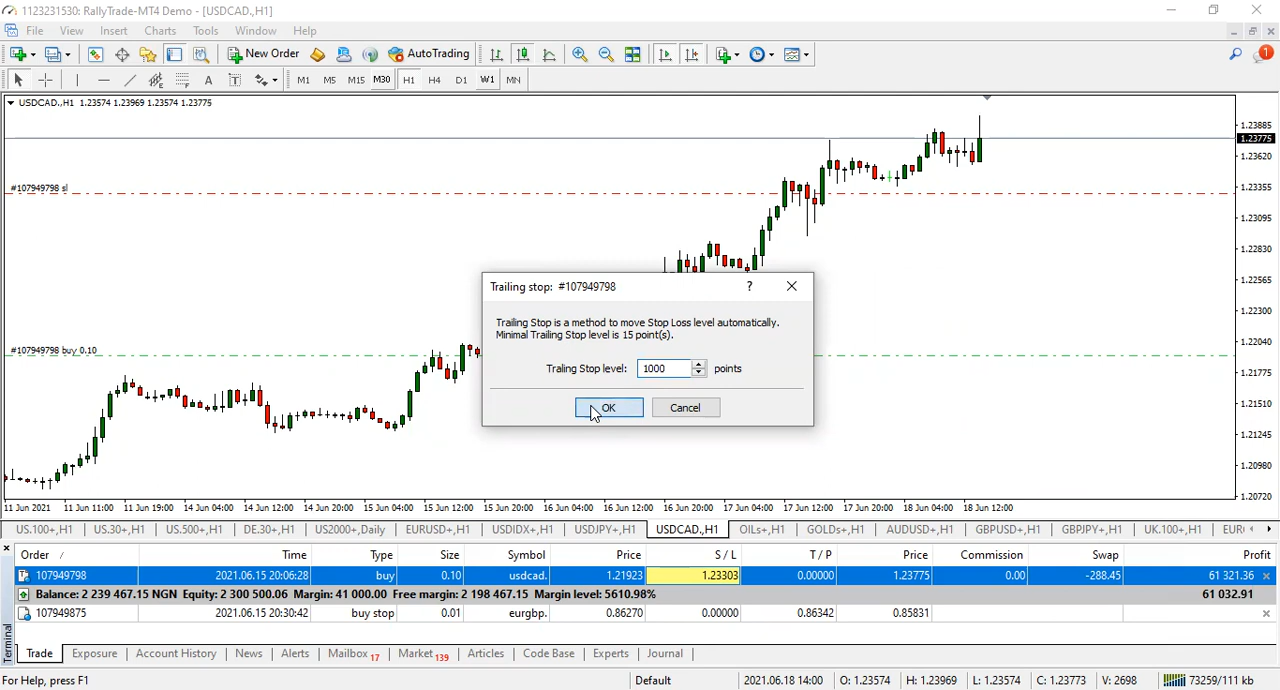 1123231530: RallyTrade-MT4 Demo - [USDCAD.,H1]
File View Insert Charts Tools Window Help
New Order AutoTrading 1
A T M1 M5 M15 M30 H1 H4 D1 W1 MN
USDCAD.,H1 1.23574 1.23969 1.23574 1.23775
1.23885
1.23775
1.23620
#107949798 sl
1.23355
1.23095
1.22830
1.22565
1.22300
#107949798 buy 0.10
1.22040
1.21775
1.21510
1.21245
1.20980
1.20720
Trailing stop: #107949798 ?
Trailing Stop is a method to move Stop Loss level automatically.
Minimal Trailing Stop level is 15 point(s).
Traling Stop level: 1000 points
OK Cancel
11 Jun 2021 11 Jun 11:00 11 Jun 19:00 14 Jun 04:00 14 Jun 12:00 14 Jun 20:00 15 Jun 04:00 15 Jun 12:00 15 Jun 20:00 16 Jun 04:00 16 Jun 12:00 16 Jun 20:00 17 Jun 04:00 17 Jun 12:00 17 Jun 20:00 18 Jun 04:00 18 Jun 12:00
US.100+,H1 US.30+,H1 US.500+,H1 DE.30+,H1 US2000+,Daily EURUSD+,H1 USDIDX+,H1 USDJPY+,H1 USDCAD.,H1 OILs+,H1 GOLDs+,H1 AUDUSD+,H1 GBPUSD+,H1 GBPJPY+,H1 UK.100+,H1 EUR
Order / Time Type Size Symbol Price S / L T / P Price Commission Swap Profit
107949798 2021.06.15 20:06:28 buy 0.10 usdcad. 1.21923 1.23303 0.00000 1.23775 0.00 -288.45 61 321.36
Balance: 2 239 467.15 NGN Equity: 2 300 500.06 Margin: 41 000.00 Free margin: 2 198 467.15 Margin level: 5610.98% 61 032.91
107949875 2021.06.15 20:30:42 buy stop 0.01 eurgbp. 0.86270 0.00000 0.86342 0.85831
Terminal
Trade Exposure Account History News Alerts Mailbox 17 Market 139 Articles Code Base Experts Journal
For Help, press F1 Default 2021.06.18 14:00 O: 1.23574 H: 1.23969 L: 1.23574 C: 1.23773 V: 2698 73259/111 kb